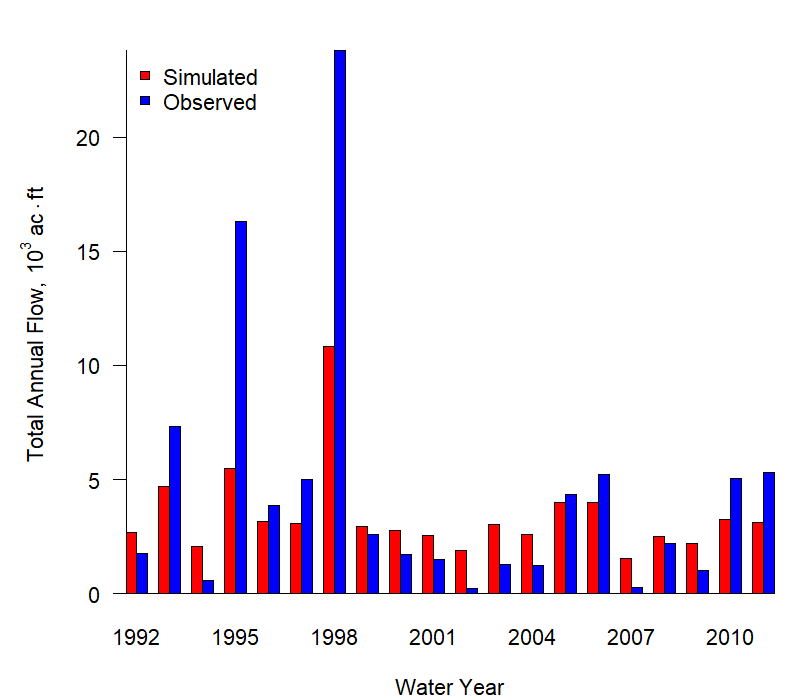 Simulated
Observed
Total Annual Flow, 10³ ac·ft
20
15
10
5
0
1992 1995 1998 2001 2004 2007 2010
Water Year